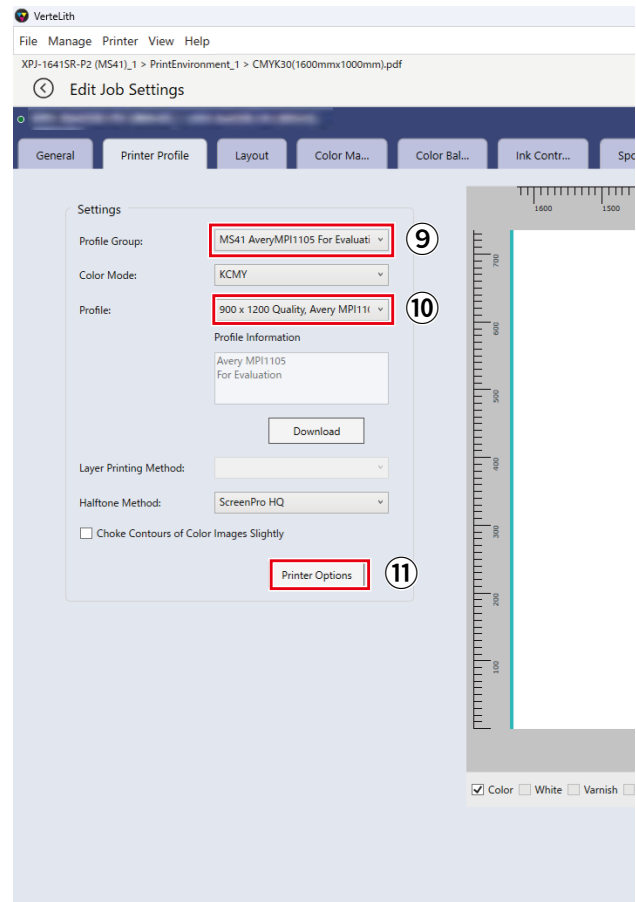 VerteLith
File Manage Printer View Help
XPJ-1641SR-P2 (MS41)_1 > PrintEnvironment_1 > CMYK30(1600mmx1000mm).pdf
Edit Job Settings
General Printer Profile Layout Color Ma... Color Bal... Ink Contr... Spo
1600 1500
Settings
Profile Group: MS41 AveryMPI1105 For Evaluati ⑨
Color Mode: KCMY
700
Profile: 900 x 1200 Quality, Avery MPI110 ⑩
600
Profile Information
Avery MPI1105
For Evaluation
500
Download
Layer Printing Method:
400
Halftone Method: ScreenPro HQ
Choke Contours of Color Images Slightly
300
Printer Options ⑪
200
100
Color White Varnish